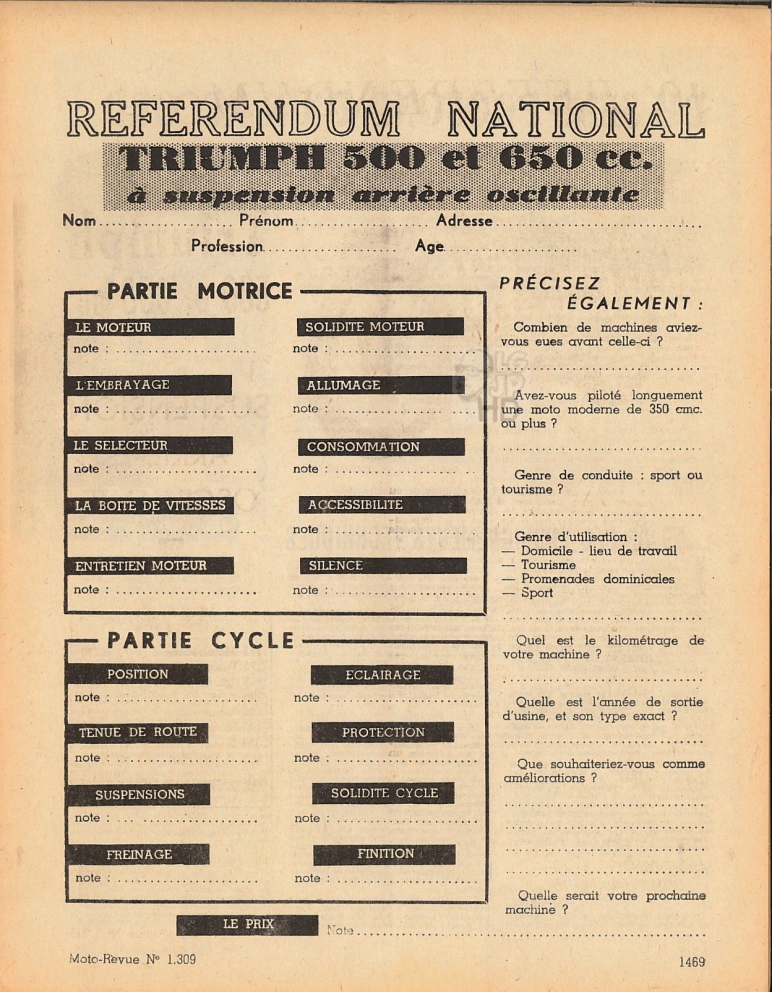 REFERENDUM NATIONAL
TRIUMPH 500 et 650 cc.
à suspension arrière oscillante
Nom.................... Prénom.................... Adresse..............................
Profession.................... Age....................
PARTIE MOTRICE
LE MOTEUR
note : ....................
SOLIDITE MOTEUR
note : ....................
L'EMBRAYAGE
note : ....................
ALLUMAGE
note : ....................
LE SELECTEUR
note : ....................
CONSOMMATION
note : ....................
LA BOITE DE VITESSES
note : ....................
ACCESSIBILITE
note : ....................
ENTRETIEN MOTEUR
note : ....................
SILENCE
note : ....................
PARTIE CYCLE
POSITION
note : ....................
ECLAIRAGE
note : ....................
TENUE DE ROUTE
note : ....................
PROTECTION
note : ....................
SUSPENSIONS
note : ....................
SOLIDITE CYCLE
note : ....................
FREINAGE
note : ....................
FINITION
note : ....................
PRÉCISEZ
ÉGALEMENT :
Combien de machines aviez-
vous eues avant celle-ci ?
..............................
Avez-vous piloté longuement
une moto moderne de 350 cmc.
ou plus ?
..............................
Genre de conduite : sport ou
tourisme ?
..............................
Genre d'utilisation :
— Domicile - lieu de travail
— Tourisme
— Promenades dominicales
— Sport
..............................
Quel est le kilométrage de
votre machine ?
..............................
Quelle est l'année de sortie
d'usine, et son type exact ?
..............................
Que souhaiteriez-vous comme
améliorations ?
..............................
..............................
..............................
..............................
Quelle serait votre prochaine
machine ?
LE PRIX
Note..............................
Moto-Revue Nº 1.309
1469